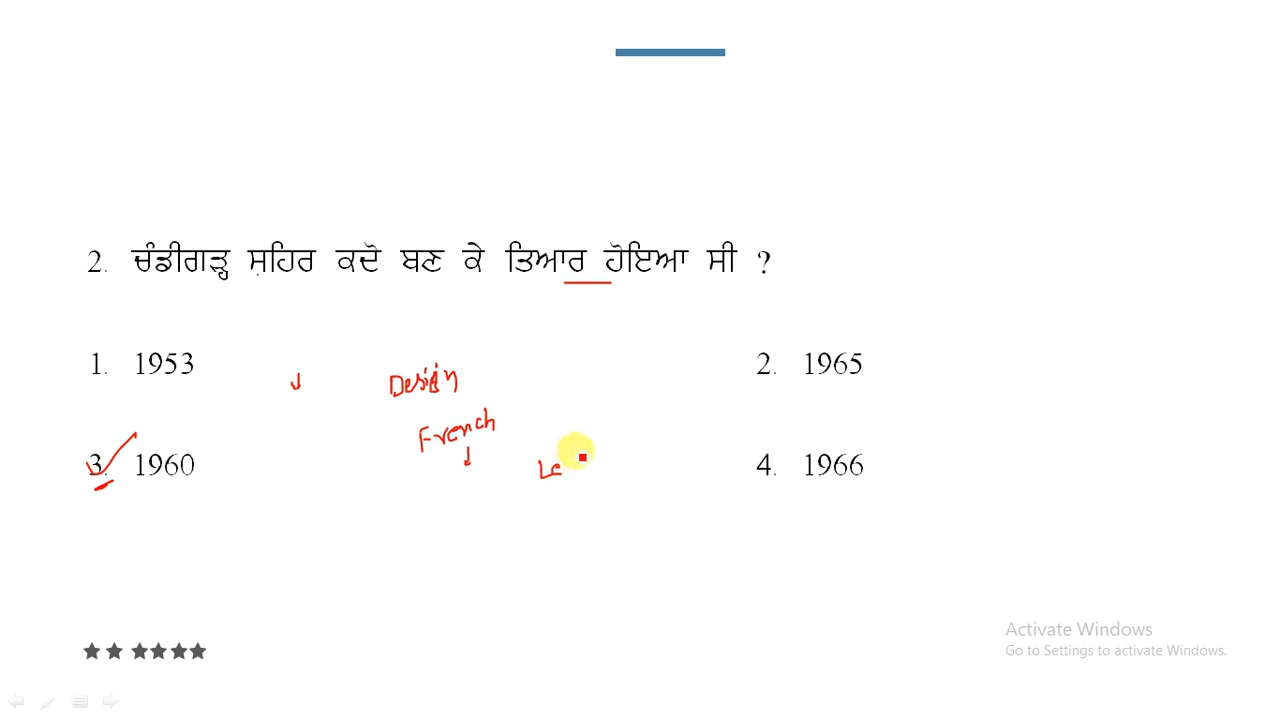 2. ਚੰਡੀਗੜ੍ਹ ਸ਼ਹਿਰ ਕਦੋ ਬਣ ਕੇ ਤਿਆਰ ਹੋਇਆ ਸੀ ?
1. 1953
2. 1965
Design
French
3. 1960
Le
4. 1966
Activate Windows
Go to Settings to activate Windows.